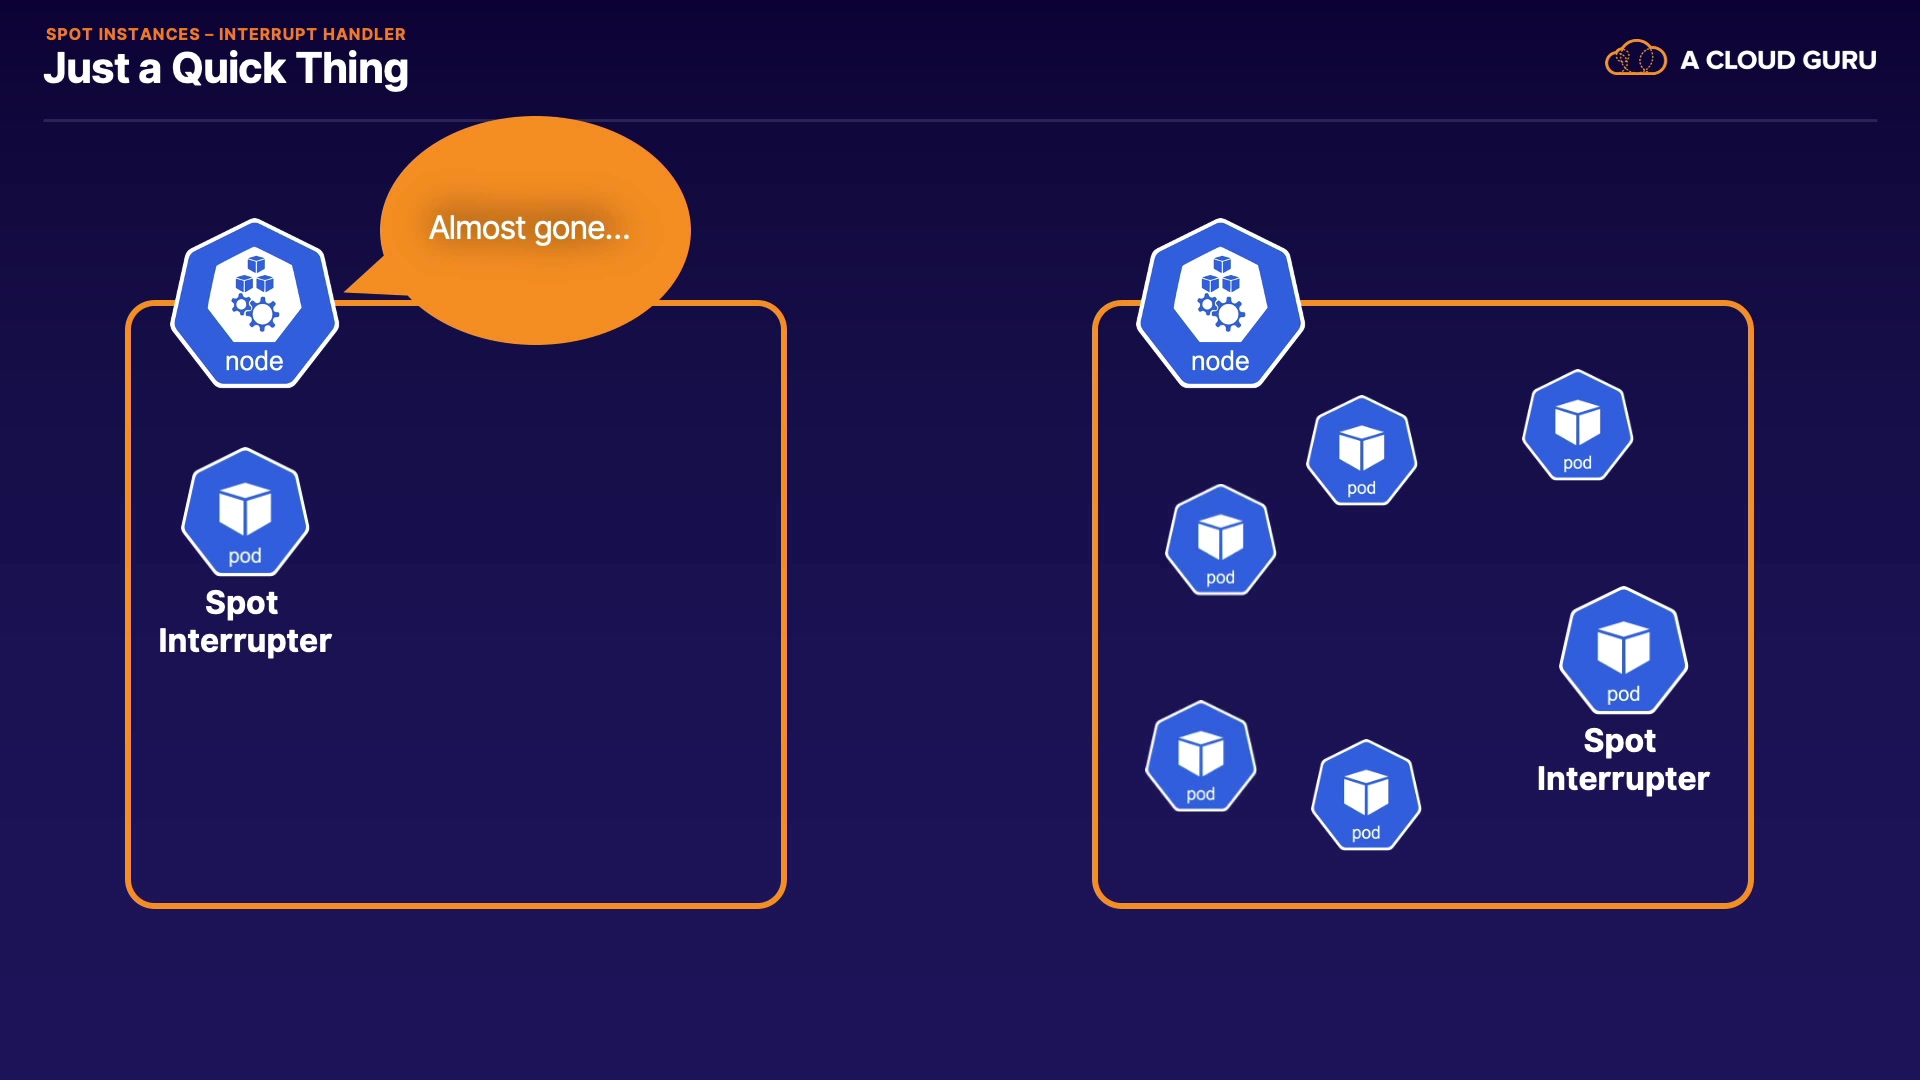 SPOT INSTANCES – INTERRUPT HANDLER
Just a Quick Thing
A CLOUD GURU
Almost gone...
node
pod
Spot
Interrupter
node
pod
pod
pod
pod
Spot
Interrupter
pod
pod